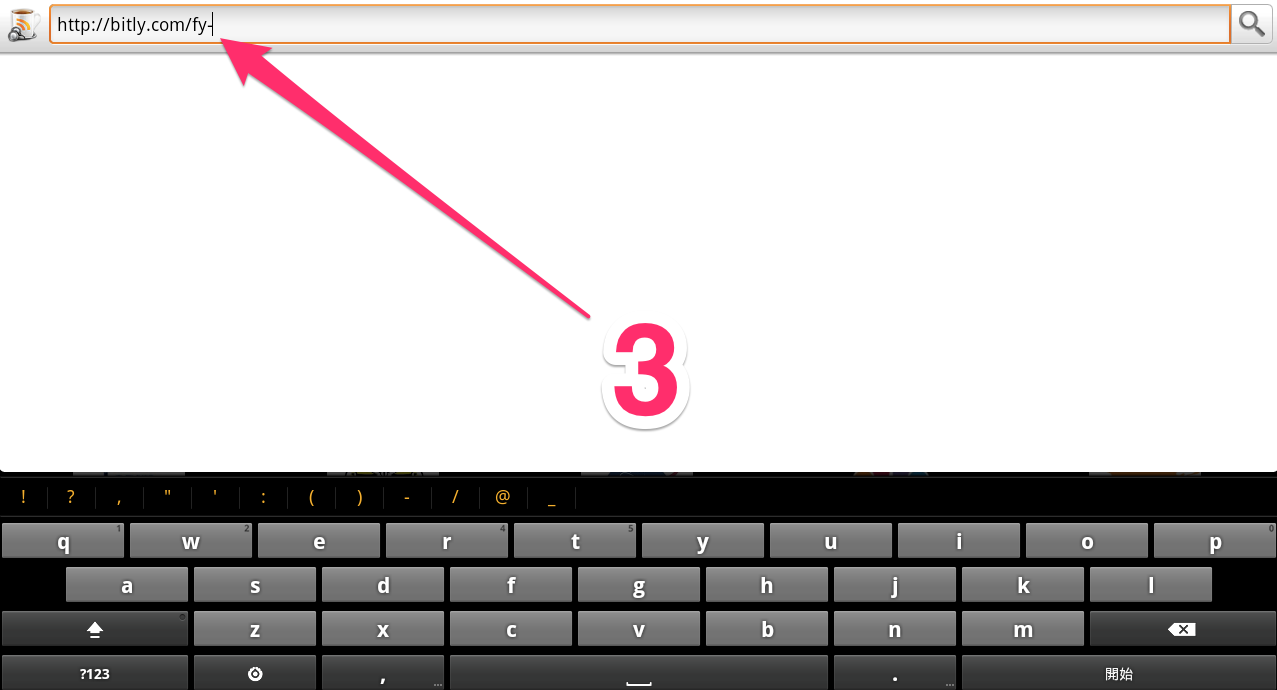 http://bitly.com/fy-
3
! ? , " ' : ( ) - / @ _
1 2 4 5 0
q w e r t y u i o p
a s d f g h j k l
z x c v b n m
?123 , ... . ... 開始